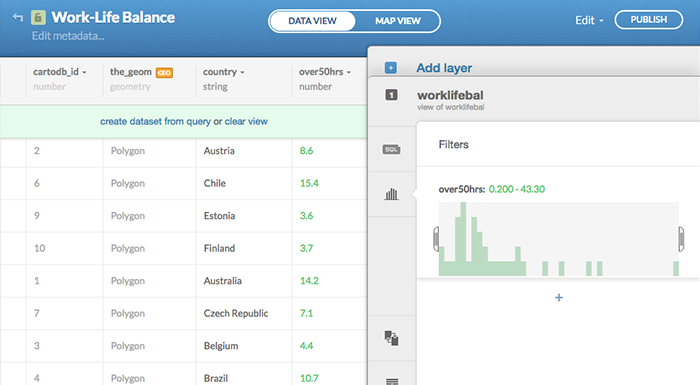 Work-Life Balance
Edit metadata...
DATA VIEW MAP VIEW
Edit PUBLISH
cartodb_id the_geom GEO country over50hrs
number geometry string number
create dataset from query or clear view
2 Polygon Austria 8.6
6 Polygon Chile 15.4
9 Polygon Estonia 3.6
10 Polygon Finland 3.7
1 Polygon Australia 14.2
7 Polygon Czech Republic 7.1
3 Polygon Belgium 4.4
4 Polygon Brazil 10.7
Add layer
1 worklifebal
view of worklifebal
SQL
Filters
over50hrs: 0.200 - 43.30